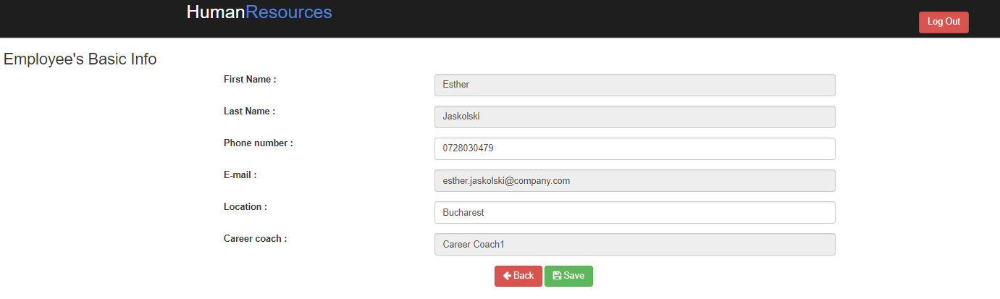 HumanResources
Log Out
Employee's Basic Info
First Name : Esther
Last Name : Jaskolski
Phone number : 0728030479
E-mail : esther.jaskolski@company.com
Location : Bucharest
Career coach : Career Coach1
Back Save